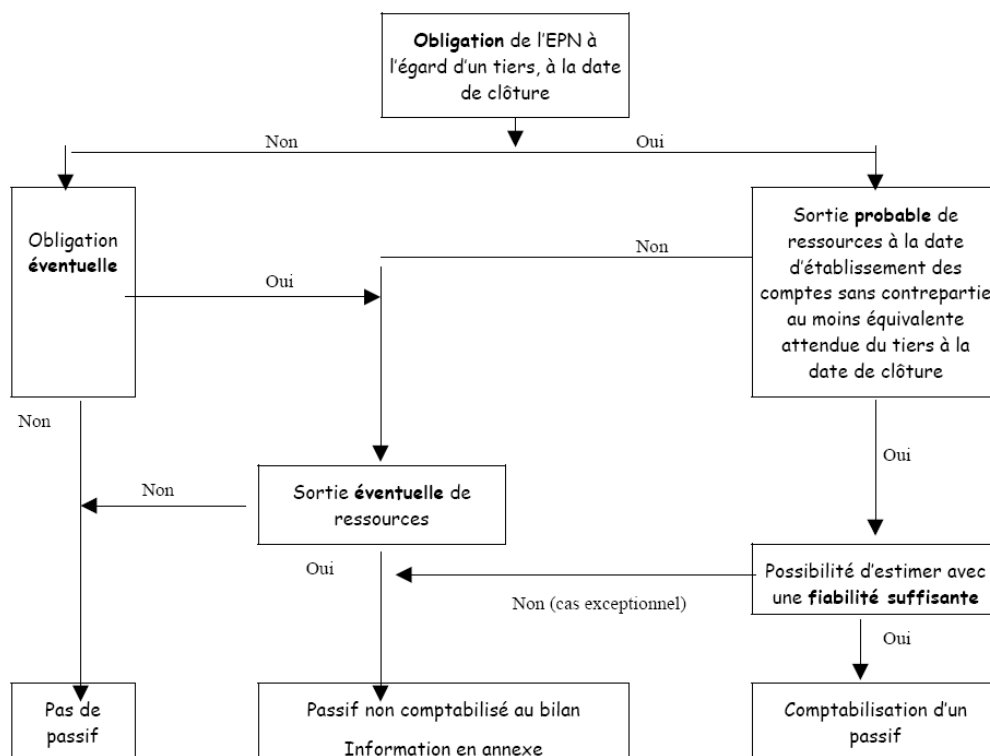 Obligation de l'EPN à
l'égard d'un tiers, à la date
de clôture
Non
Oui
Obligation
éventuelle
Sortie probable de
ressources à la date
d'établissement des
comptes sans contrepartie
au moins équivalente
attendue du tiers à la
date de clôture
Non
Oui
Non
Oui
Sortie éventuelle de
ressources
Non
Oui
Possibilité d'estimer avec
une fiabilité suffisante
Non (cas exceptionnel)
Oui
Pas de
passif
Passif non comptabilisé au bilan
Information en annexe
Comptabilisation d'un
passif